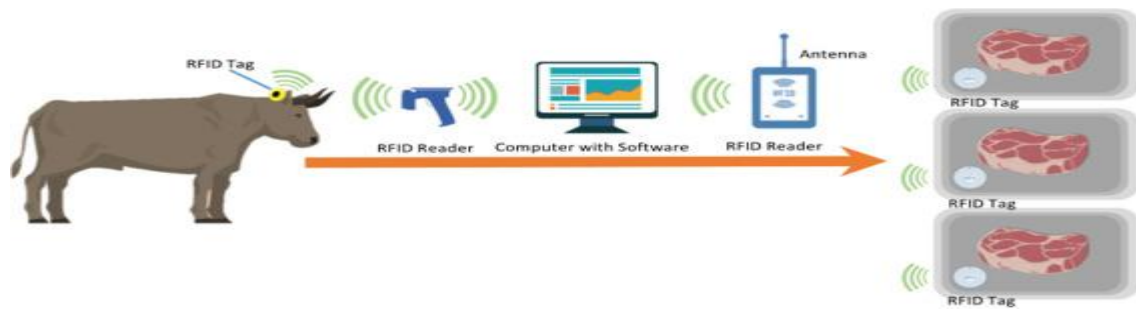 RFID Tag
Antenna
RFID Reader
Computer with Software
RFID Reader
RFID Tag
RFID Tag
RFID Tag